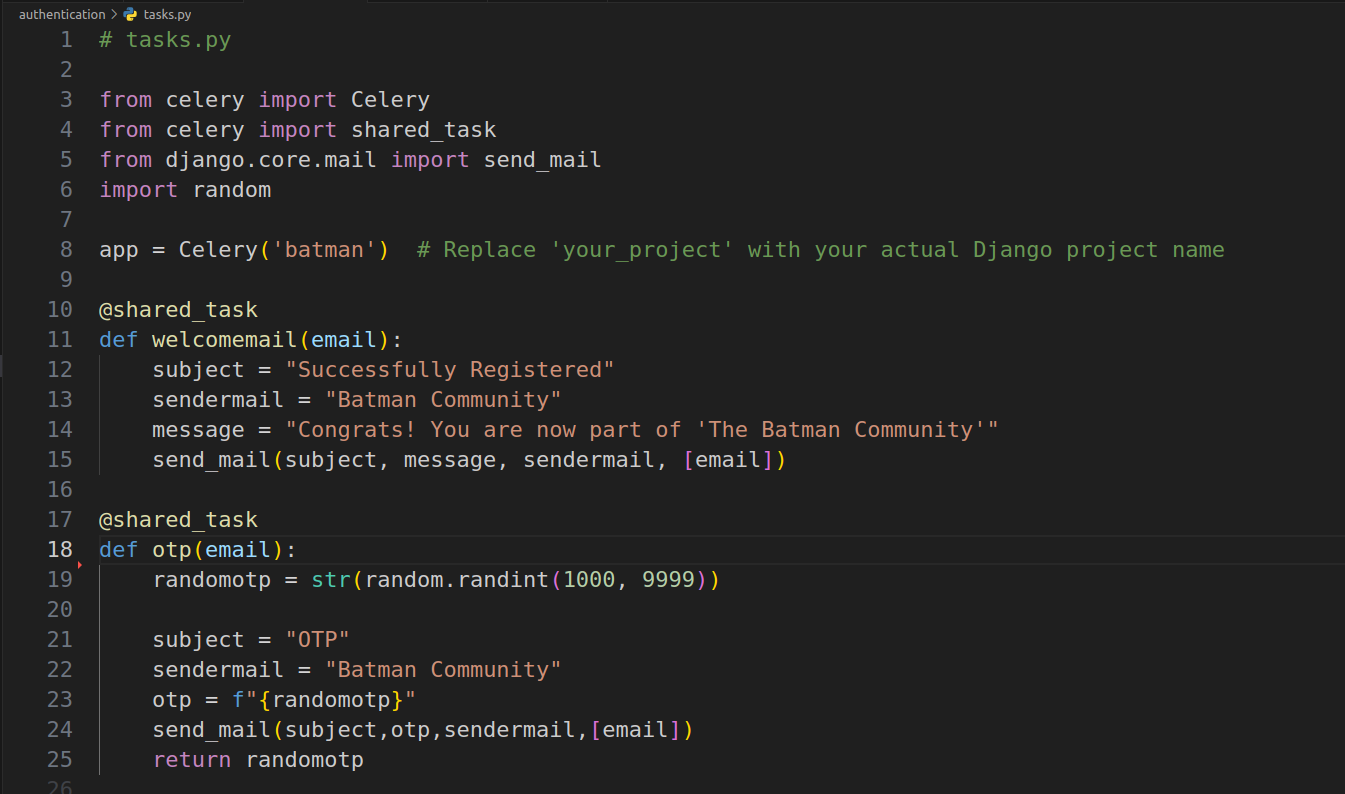 authentication > tasks.py
1 # tasks.py
2
3 from celery import Celery
4 from celery import shared_task
5 from django.core.mail import send_mail
6 import random
7
8 app = Celery('batman')  # Replace 'your_project' with your actual Django project name
9
10 @shared_task
11 def welcomemail(email):
12     subject = "Successfully Registered"
13     sendermail = "Batman Community"
14     message = "Congrats! You are now part of 'The Batman Community'"
15     send_mail(subject, message, sendermail, [email])
16
17 @shared_task
18 def otp(email):
19     randomotp = str(random.randint(1000, 9999))
20
21     subject = "OTP"
22     sendermail = "Batman Community"
23     otp = f"{randomotp}"
24     send_mail(subject,otp,sendermail,[email])
25     return randomotp
26